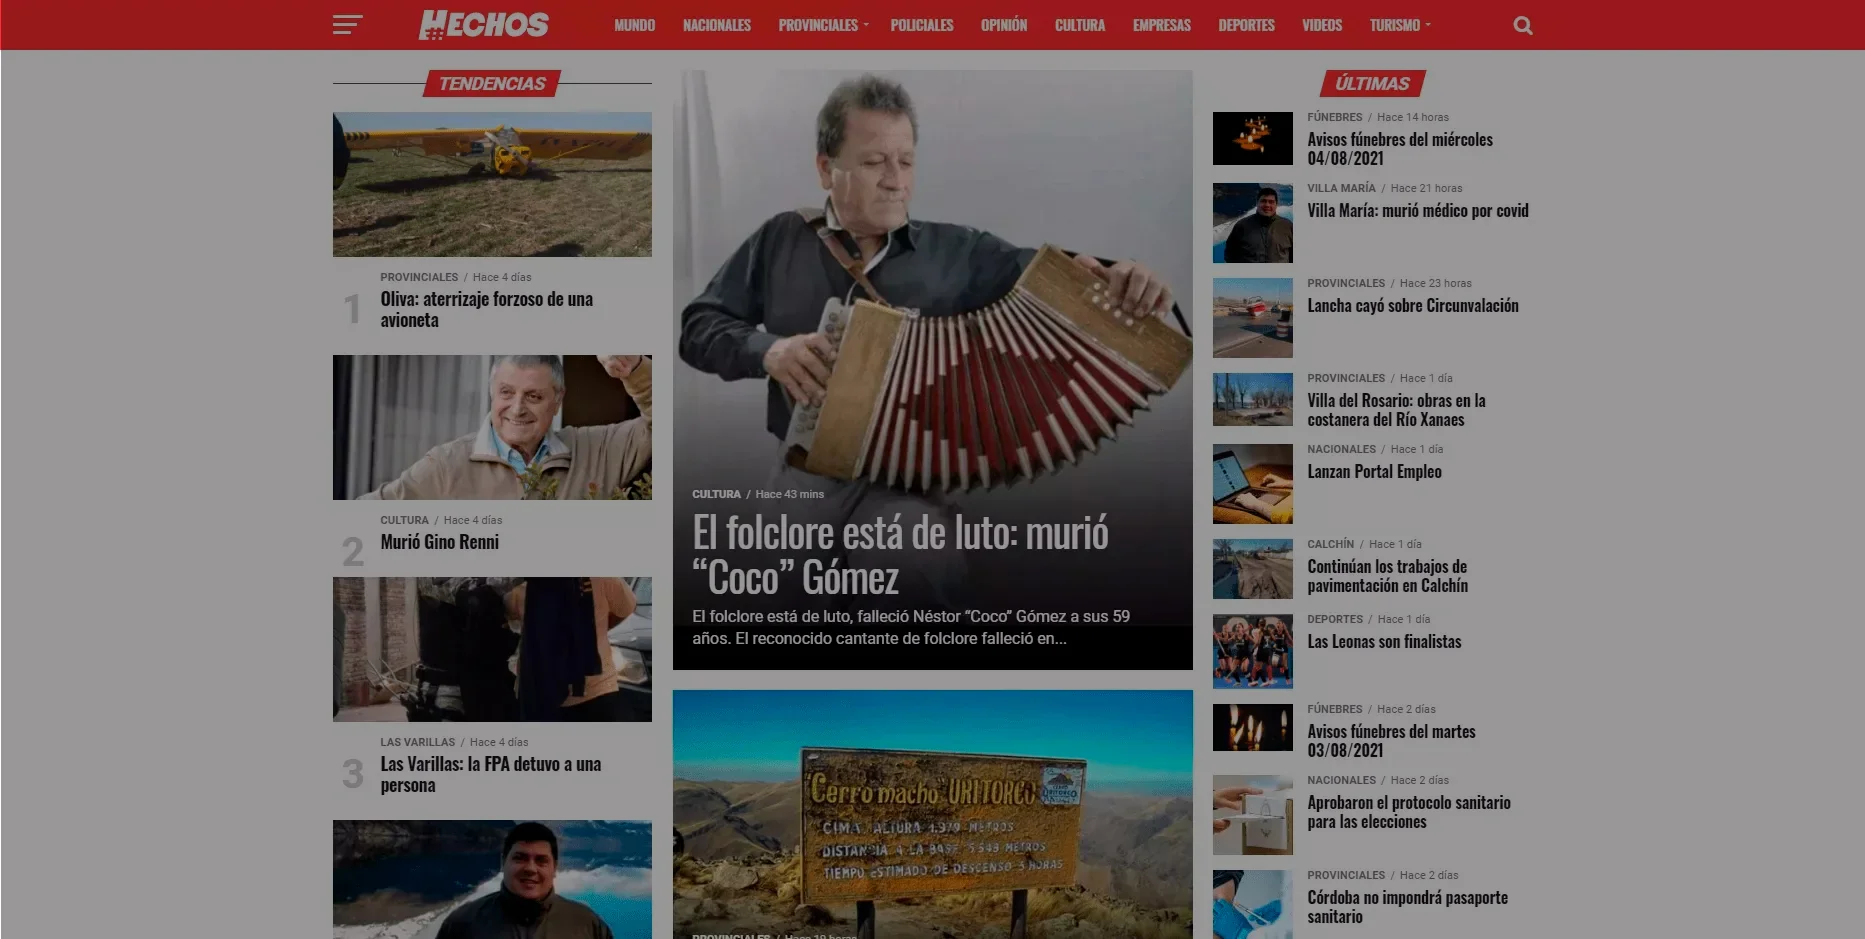 #HECHOS
MUNDO
NACIONALES
PROVINCIALES
POLICIALES
OPINIÓN
CULTURA
EMPRESAS
DEPORTES
VIDEOS
TURISMO
TENDENCIAS
PROVINCIALES / Hace 4 días
1
Oliva: aterrizaje forzoso de una
avioneta
CULTURA / Hace 4 días
2
Murió Gino Renni
LAS VARILLAS / Hace 4 días
3
Las Varillas: la FPA detuvo a una
persona
CULTURA / Hace 43 mins
El folclore está de luto: murió
“Coco” Gómez
El folclore está de luto, falleció Néstor “Coco” Gómez a sus 59
años. El reconocido cantante de folclore falleció en...
"Cerro macho" URITORCO
CERRO
URITORCO
CIMA ALTURA 1.979 METROS
DISTANCIA A LA BASE 5.549 METROS
TIEMPO ESTIMADO DE DESCENSO 3 HORAS
PROVINCIALES / Hace 19 horas
ÚLTIMAS
FÚNEBRES / Hace 14 horas
Avisos fúnebres del miércoles
04/08/2021
VILLA MARÍA / Hace 21 horas
Villa María: murió médico por covid
PROVINCIALES / Hace 23 horas
Lancha cayó sobre Circunvalación
PROVINCIALES / Hace 1 día
Villa del Rosario: obras en la
costanera del Río Xanaes
NACIONALES / Hace 1 día
Lanzan Portal Empleo
CALCHÍN / Hace 1 día
Continúan los trabajos de
pavimentación en Calchín
DEPORTES / Hace 1 día
Las Leonas son finalistas
FÚNEBRES / Hace 2 días
Avisos fúnebres del martes
03/08/2021
NACIONALES / Hace 2 días
Aprobaron el protocolo sanitario
para las elecciones
PROVINCIALES / Hace 2 días
Córdoba no impondrá pasaporte
sanitario